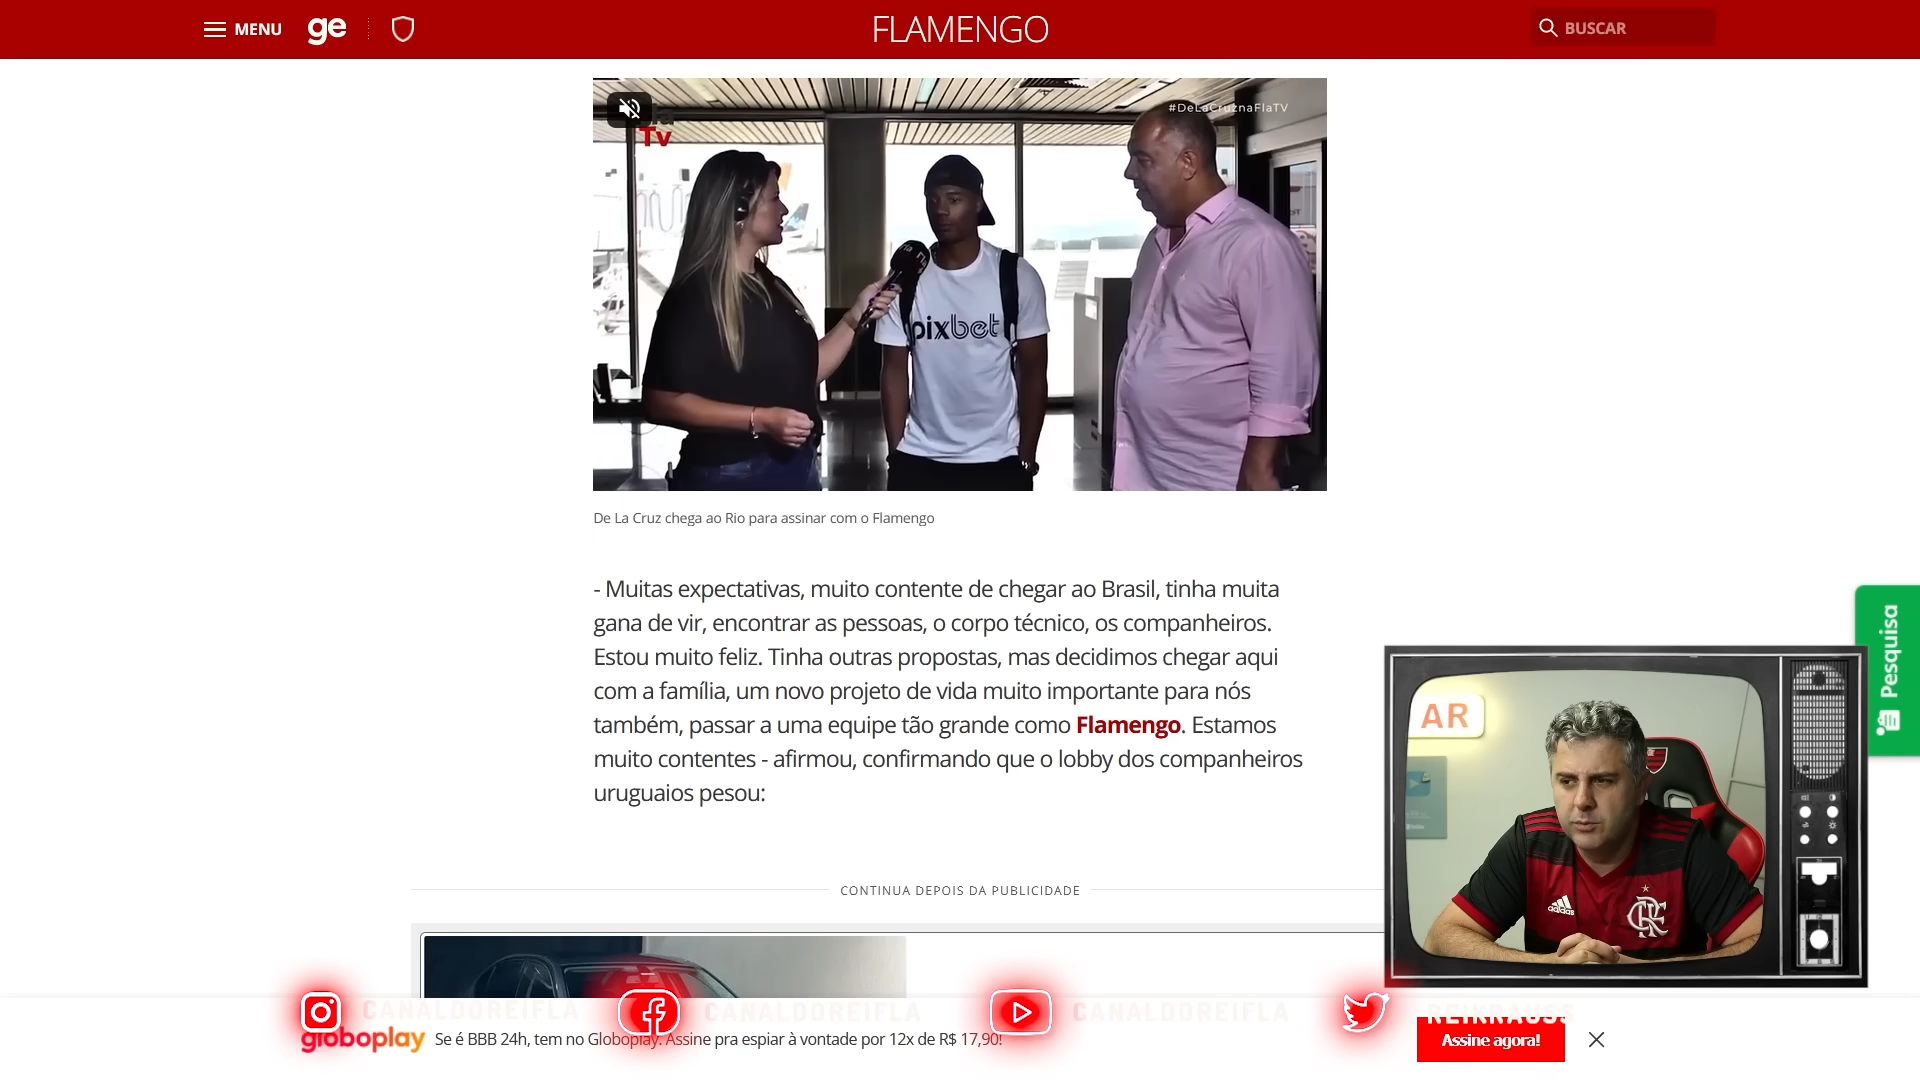 MENU
ge
FLAMENGO
BUSCAR
#DeLaCruznaFlaTV
Tv
Fla
pixbet
De La Cruz chega ao Rio para assinar com o Flamengo
- Muitas expectativas, muito contente de chegar ao Brasil, tinha muita
gana de vir, encontrar as pessoas, o corpo técnico, os companheiros.
Estou muito feliz. Tinha outras propostas, mas decidimos chegar aqui
com a família, um novo projeto de vida muito importante para nós
também, passar a uma equipe tão grande como Flamengo. Estamos
muito contentes - afirmou, confirmando que o lobby dos companheiros
uruguaios pesou:
Pesquisa
AR
adidas
CRF
CONTINUA DEPOIS DA PUBLICIDADE
CANALDOREIFLA
CANALDOREIFLA
CANALDOREIFLA
REIKRAUSS
globoplay
Se é BBB 24h, tem no Globoplay. Assine pra espiar à vontade por 12x de R$ 17,90!
Assine agora!